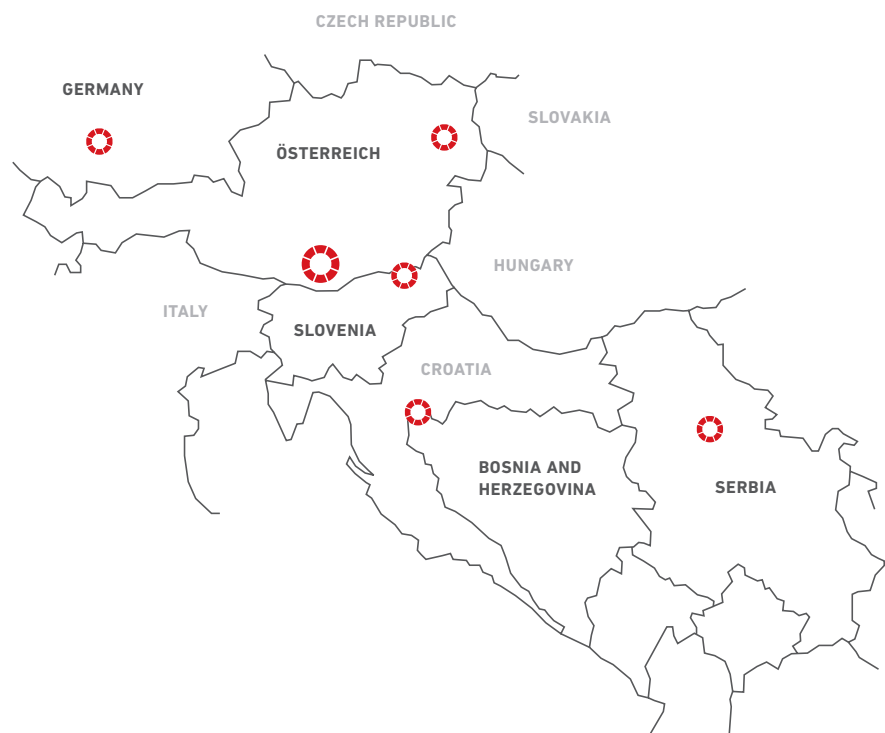 CZECH REPUBLIC
GERMANY
SLOVAKIA
ÖSTERREICH
HUNGARY
ITALY
SLOVENIA
CROATIA
BOSNIA AND
HERZEGOVINA
SERBIA